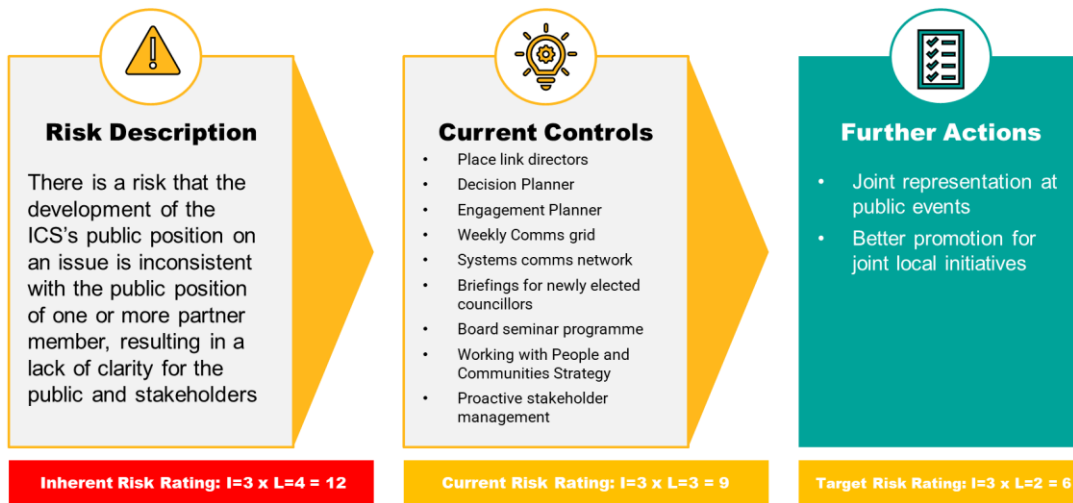 Risk Description
There is a risk that the
development of the
ICS's public position on
an issue is inconsistent
with the public position
of one or more partner
member, resulting in a
lack of clarity for the
public and stakeholders
Inherent Risk Rating: I=3 x L=4 = 12
Current Controls
• Place link directors
• Decision Planner
• Engagement Planner
• Weekly Comms grid
• Systems comms network
• Briefings for newly elected
councillors
• Board seminar programme
• Working with People and
Communities Strategy
• Proactive stakeholder
management
Current Risk Rating: I=3 x L=3 = 9
Further Actions
• Joint representation at
public events
• Better promotion for
joint local initiatives
Target Risk Rating: I=3 x L=2 = 6